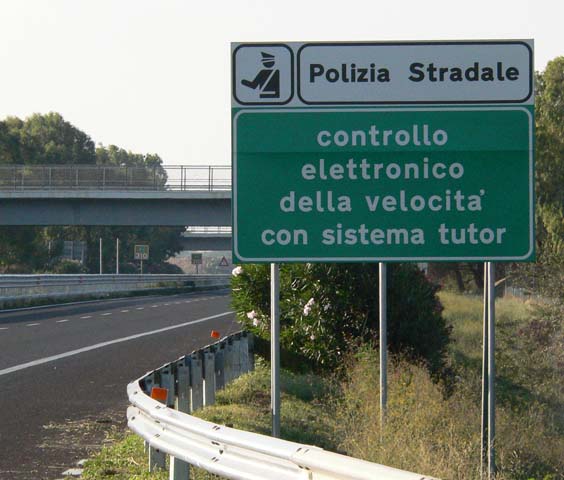 Polizia Stradale
controllo
elettronico
della velocita'
con sistema tutor